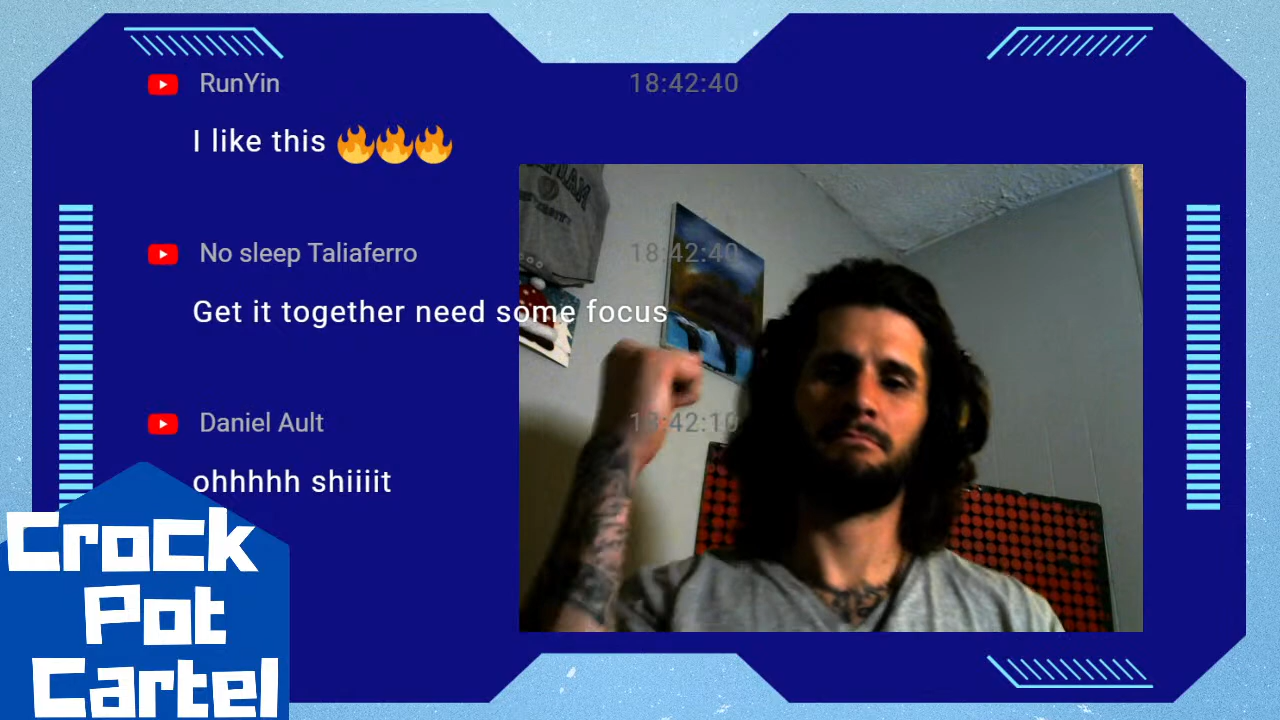 RunYin 18:42:40
I like this 🔥🔥🔥
No sleep Taliaferro 18:42:40
Get it together need some focus
Daniel Ault 18:42:10
ohhhhh shiiiit
Crock
Pot
Cartel